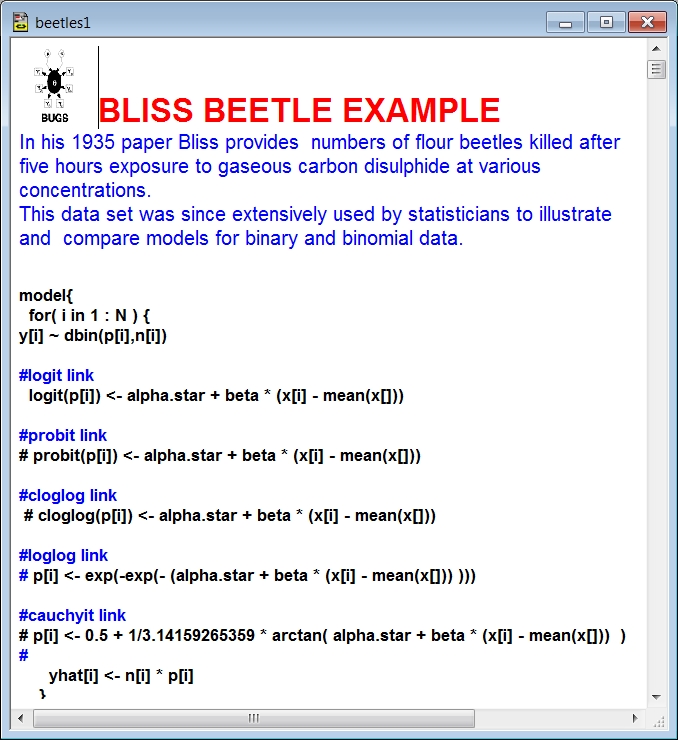 beetles1
BUGS
BLISS BEETLE EXAMPLE
In his 1935 paper Bliss provides  numbers of flour beetles killed after
five hours exposure to gaseous carbon disulphide at various
concentrations.
This data set was since extensively used by statisticians to illustrate
and  compare models for binary and binomial data.
model{
  for( i in 1 : N ) {
y[i] ~ dbin(p[i],n[i])
#logit link
  logit(p[i]) <- alpha.star + beta * (x[i] - mean(x[]))
#probit link
# probit(p[i]) <- alpha.star + beta * (x[i] - mean(x[]))
#cloglog link
 # cloglog(p[i]) <- alpha.star + beta * (x[i] - mean(x[]))
#loglog link
# p[i] <- exp(-exp(- (alpha.star + beta * (x[i] - mean(x[])) )))
#cauchyit link
# p[i] <- 0.5 + 1/3.14159265359 * arctan( alpha.star + beta * (x[i] - mean(x[]))  )
#
      yhat[i] <- n[i] * p[i]
    }